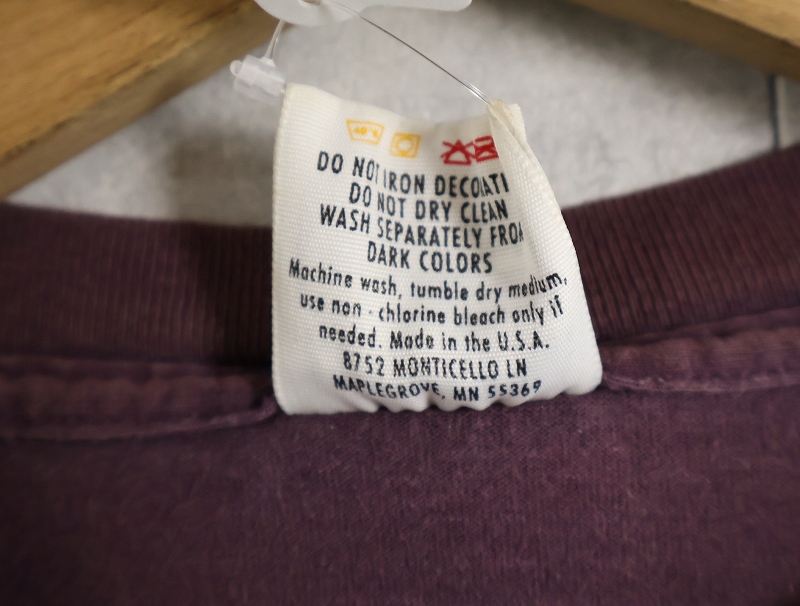 40°C
DO NOT IRON DECORATI
DO NOT DRY CLEAN
WASH SEPARATELY FROM
DARK COLORS
Machine wash, tumble dry medium,
use non-chlorine bleach only if
needed. Made in the U.S.A.
8752 MONTICELLO LN
MAPLEGROVE, MN 55369